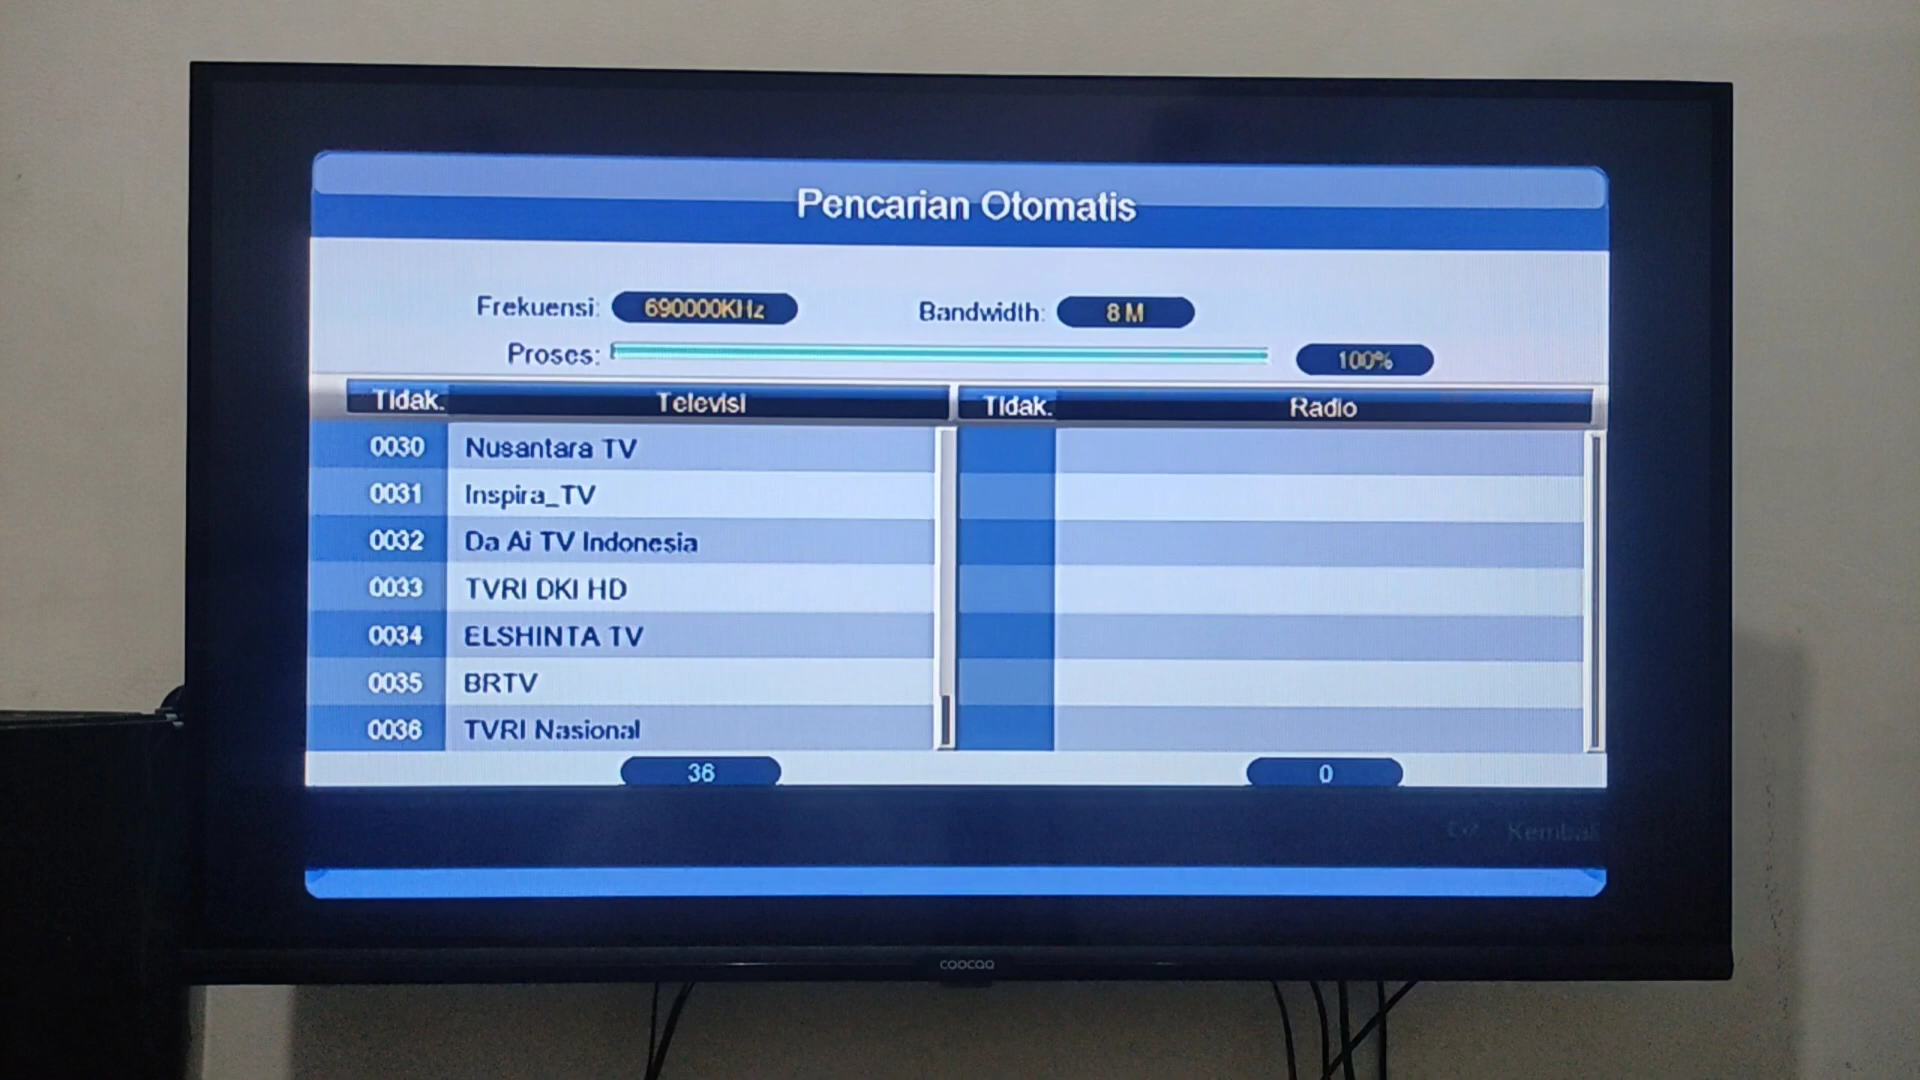 Pencarian Otomatis
Frekuensi: 690000KHz Bandwidth: 8 M
Proses: 100%
Tidak. Televisi Tidak. Radio
0030 Nusantara TV
0031 Inspira_TV
0032 Da Ai TV Indonesia
0033 TVRI DKI HD
0034 ELSHINTA TV
0035 BRTV
0036 TVRI Nasional
36 0
Kembali
coocaa